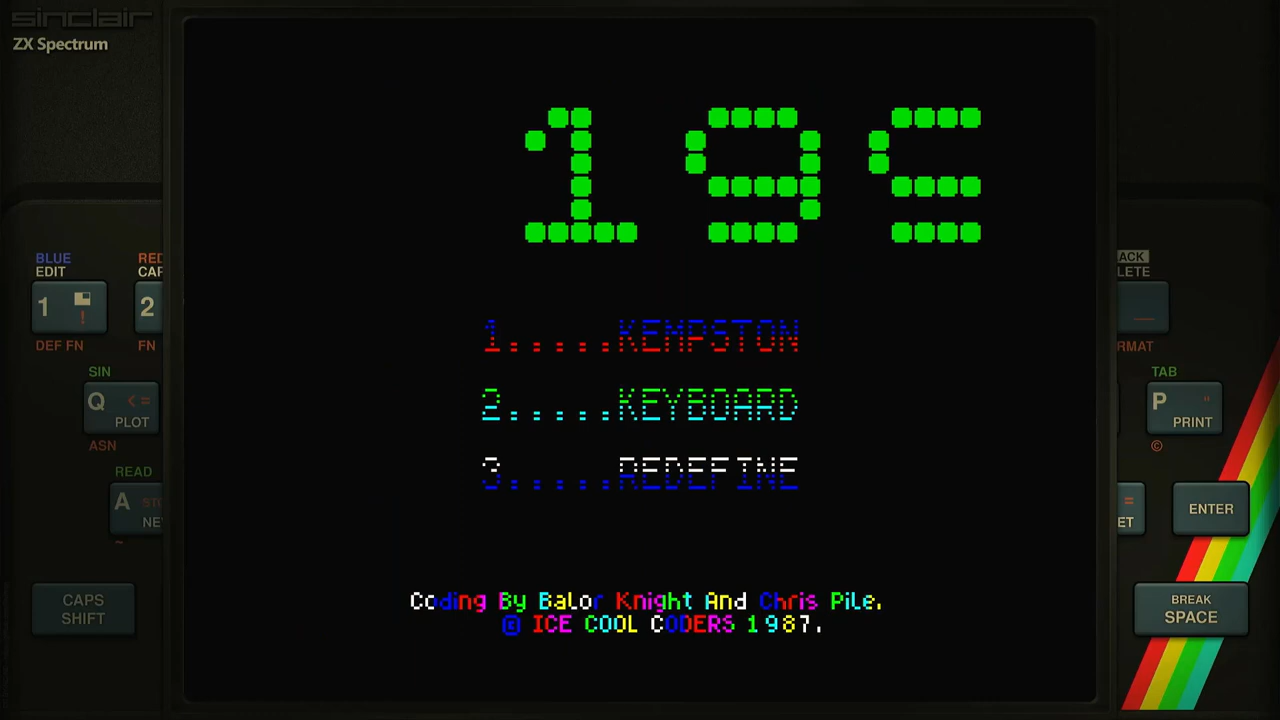 sinclair
ZX Spectrum
19
1.....KEMPSTON
2.....KEYBOARD
3.....REDEFINE
Coding By Balor Knight And Chris Pile.
© ICE COOL CODERS 1987.
BLUE
EDIT
1
!
DEF FN
RED
2
FN
SIN
Q <=
PLOT
ASN
READ
A
~
CAPS
SHIFT
TAB
P "
PRINT
©
=
ENTER
BREAK
SPACE